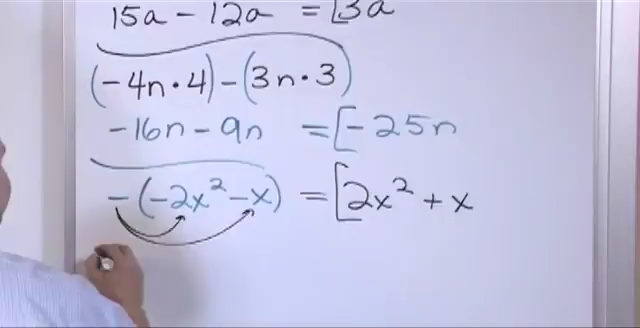 15a - 12a = [3a
(-4n · 4) - (3n · 3)
-16n - 9n = [-25n
-(-2x² - x) = [2x² + x